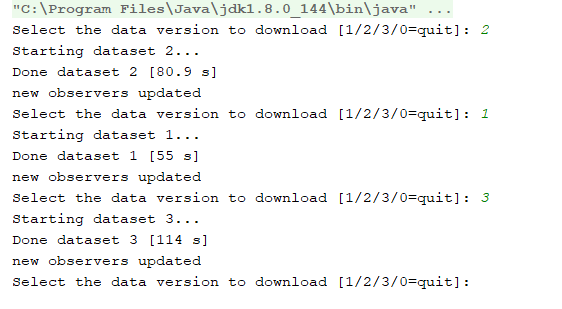 "C:\Program Files\Java\jdk1.8.0_144\bin\java" ...
Select the data version to download [1/2/3/0=quit]: 2
Starting dataset 2...
Done dataset 2 [80.9 s]
new observers updated
Select the data version to download [1/2/3/0=quit]: 1
Starting dataset 1...
Done dataset 1 [55 s]
new observers updated
Select the data version to download [1/2/3/0=quit]: 3
Starting dataset 3...
Done dataset 3 [114 s]
new observers updated
Select the data version to download [1/2/3/0=quit]: